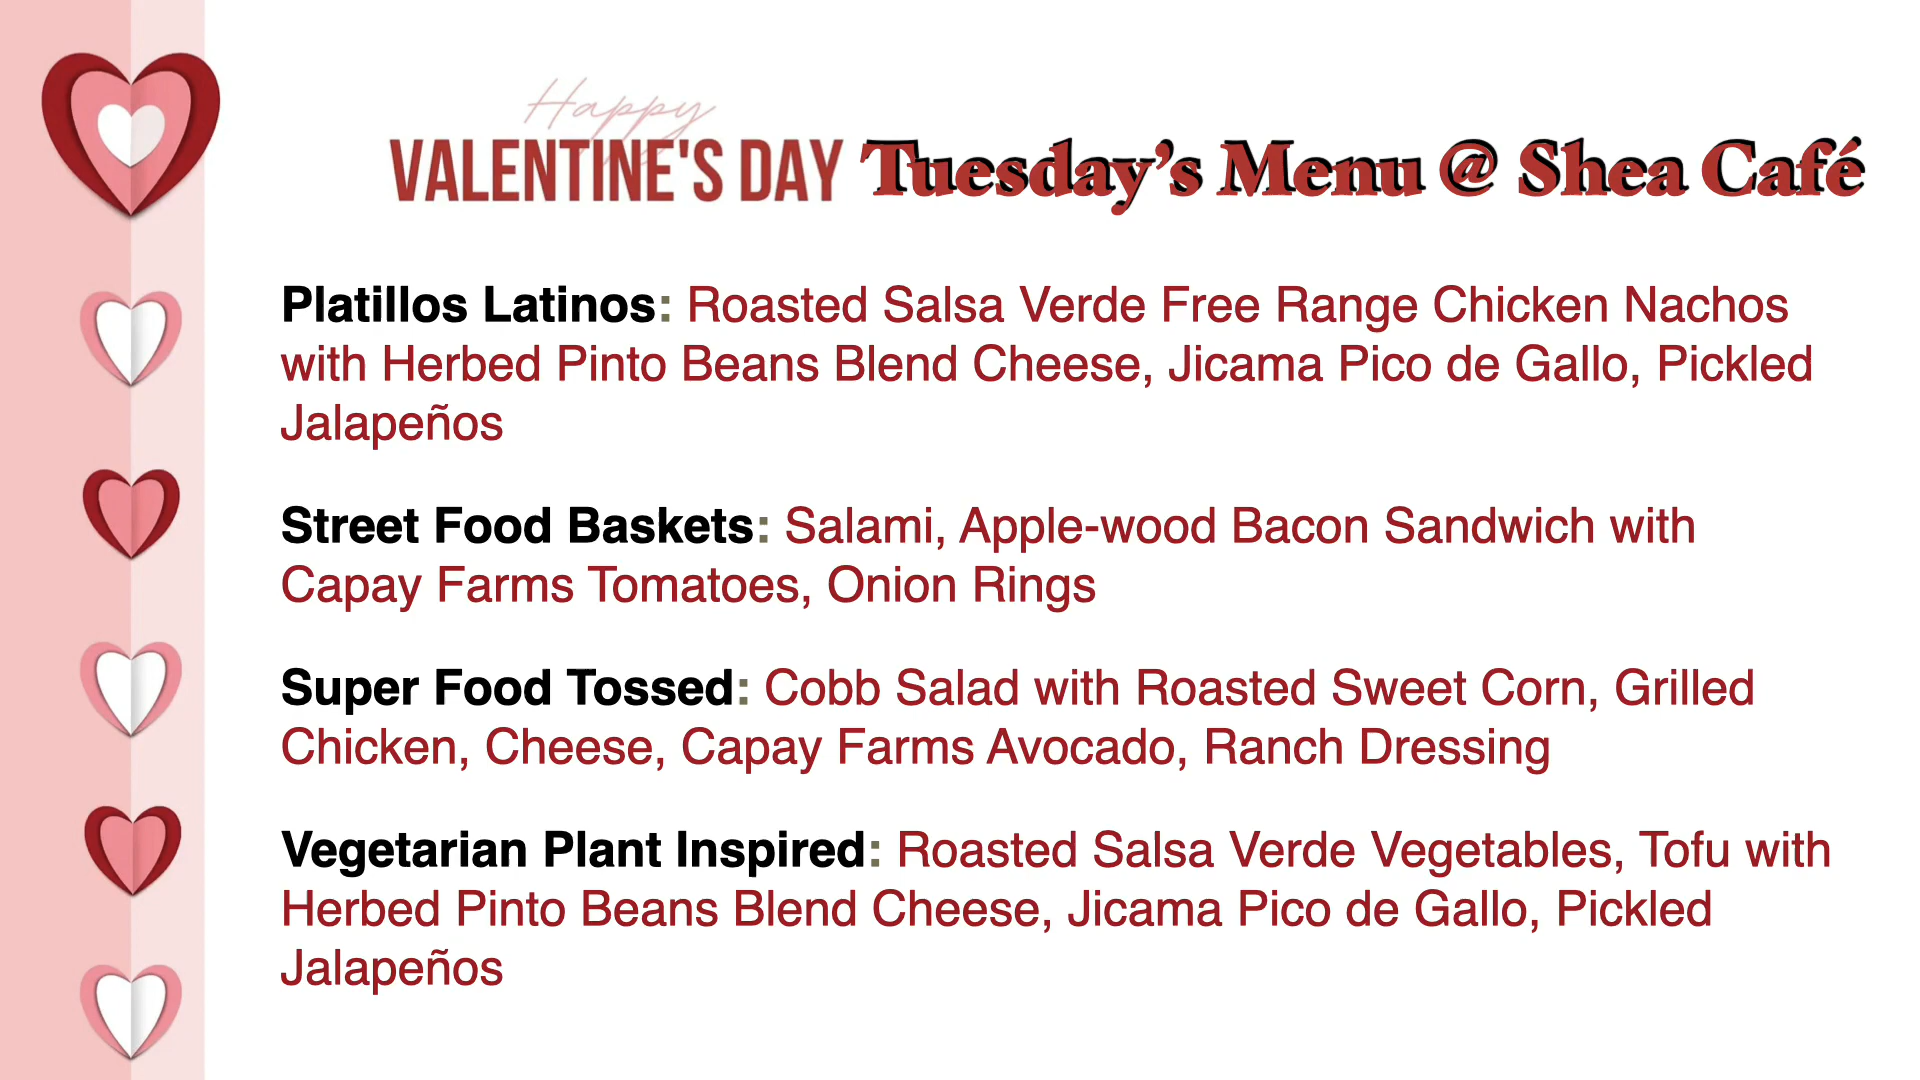 Happy
VALENTINE'S DAY Tuesday’s Menu @ Shea Café
Platillos Latinos: Roasted Salsa Verde Free Range Chicken Nachos
with Herbed Pinto Beans Blend Cheese, Jicama Pico de Gallo, Pickled
Jalapeños
Street Food Baskets: Salami, Apple-wood Bacon Sandwich with
Capay Farms Tomatoes, Onion Rings
Super Food Tossed: Cobb Salad with Roasted Sweet Corn, Grilled
Chicken, Cheese, Capay Farms Avocado, Ranch Dressing
Vegetarian Plant Inspired: Roasted Salsa Verde Vegetables, Tofu with
Herbed Pinto Beans Blend Cheese, Jicama Pico de Gallo, Pickled
Jalapeños